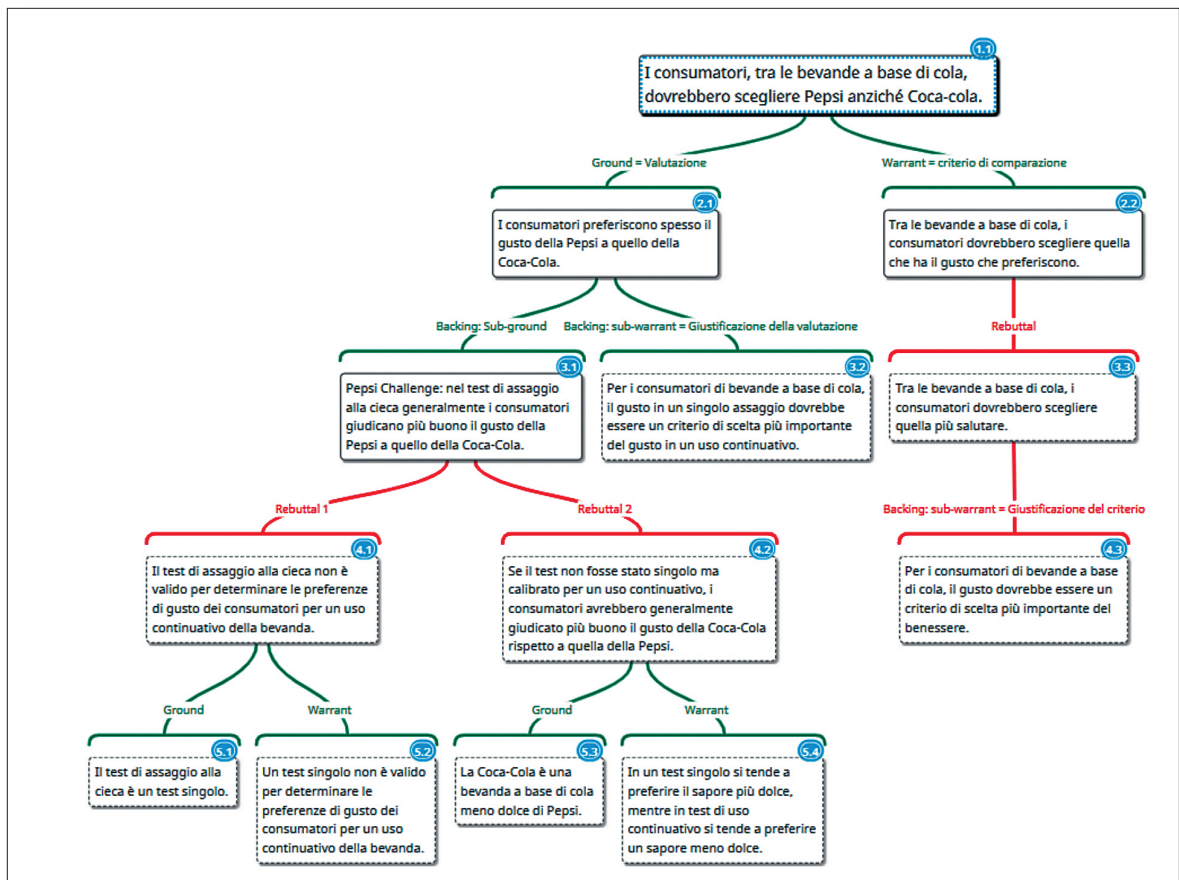 1.1
I consumatori, tra le bevande a base di cola,
dovrebbero scegliere Pepsi anziché Coca-cola.
Ground = Valutazione
Warrant = criterio di comparazione
2.1
I consumatori preferiscono spesso il
gusto della Pepsi a quello della
Coca-Cola.
2.2
Tra le bevande a base di cola, i
consumatori dovrebbero scegliere quella
che ha il gusto che preferiscono.
Backing: Sub-ground
Backing: sub-warrant = Giustificazione della valutazione
Rebuttal
3.1
Pepsi Challenge: nel test di assaggio
alla cieca generalmente i consumatori
giudicano più buono il gusto della
Pepsi a quello della Coca-Cola.
3.2
Per i consumatori di bevande a base di cola,
il gusto in un singolo assaggio dovrebbe
essere un criterio di scelta più importante
del gusto in un uso continuativo.
3.3
Tra le bevande a base di cola, i
consumatori dovrebbero scegliere
quella più salutare.
Rebuttal 1
Rebuttal 2
Backing: sub-warrant = Giustificazione del criterio
4.1
Il test di assaggio alla cieca non è
valido per determinare le preferenze
di gusto dei consumatori per un uso
continuativo della bevanda.
4.2
Se il test non fosse stato singolo ma
calibrato per un uso continuativo, i
consumatori avrebbero generalmente
giudicato più buono il gusto della Coca-Cola
rispetto a quella della Pepsi.
4.3
Per i consumatori di bevande a base
di cola, il gusto dovrebbe essere un
criterio di scelta più importante del
benessere.
Ground
Warrant
Ground
Warrant
5.1
Il test di assaggio alla
cieca è un test singolo.
5.2
Un test singolo non è valido
per determinare le
preferenze di gusto dei
consumatori per un uso
continuativo della bevanda.
5.3
La Coca-Cola è una
bevanda a base di cola
meno dolce di Pepsi.
5.4
In un test singolo si tende a
preferire il sapore più dolce,
mentre in test di uso
continuativo si tende a preferire
un sapore meno dolce.